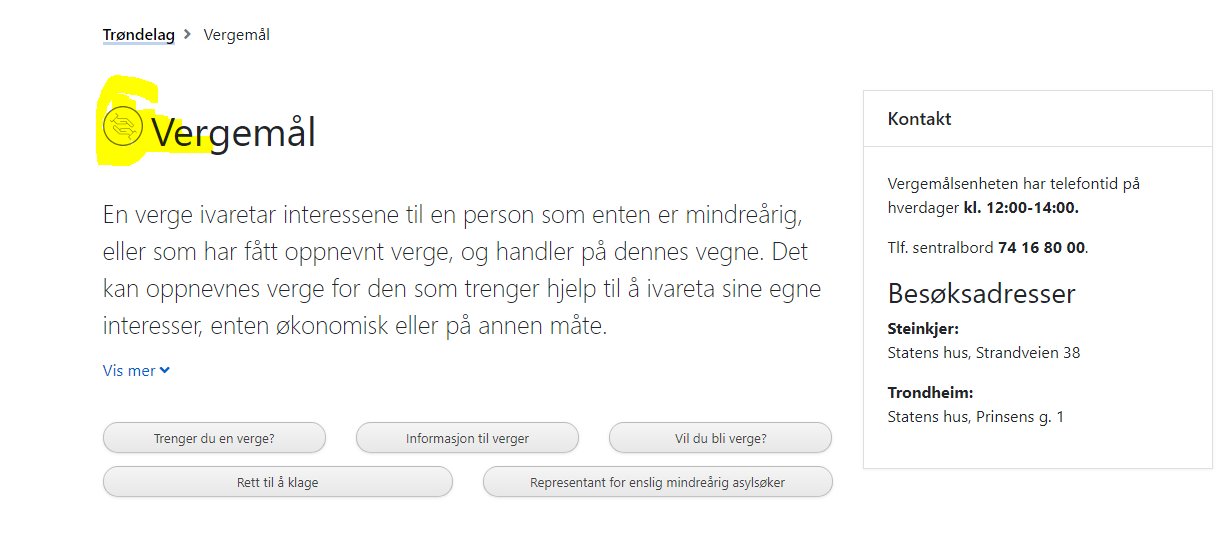 Trøndelag > Vergemål
Vergemål
En verge ivaretar interessene til en person som enten er mindreårig,
eller som har fått oppnevnt verge, og handler på dennes vegne. Det
kan oppnevnes verge for den som trenger hjelp til å ivareta sine egne
interesser, enten økonomisk eller på annen måte.
Vis mer
Trenger du en verge?
Informasjon til verger
Vil du bli verge?
Rett til å klage
Representant for enslig mindreårig asylsøker
Kontakt
Vergemålsenheten har telefontid på
hverdager kl. 12:00-14:00.
Tlf. sentralbord 74 16 80 00.
Besøksadresser
Steinkjer:
Statens hus, Strandveien 38
Trondheim:
Statens hus, Prinsens g. 1